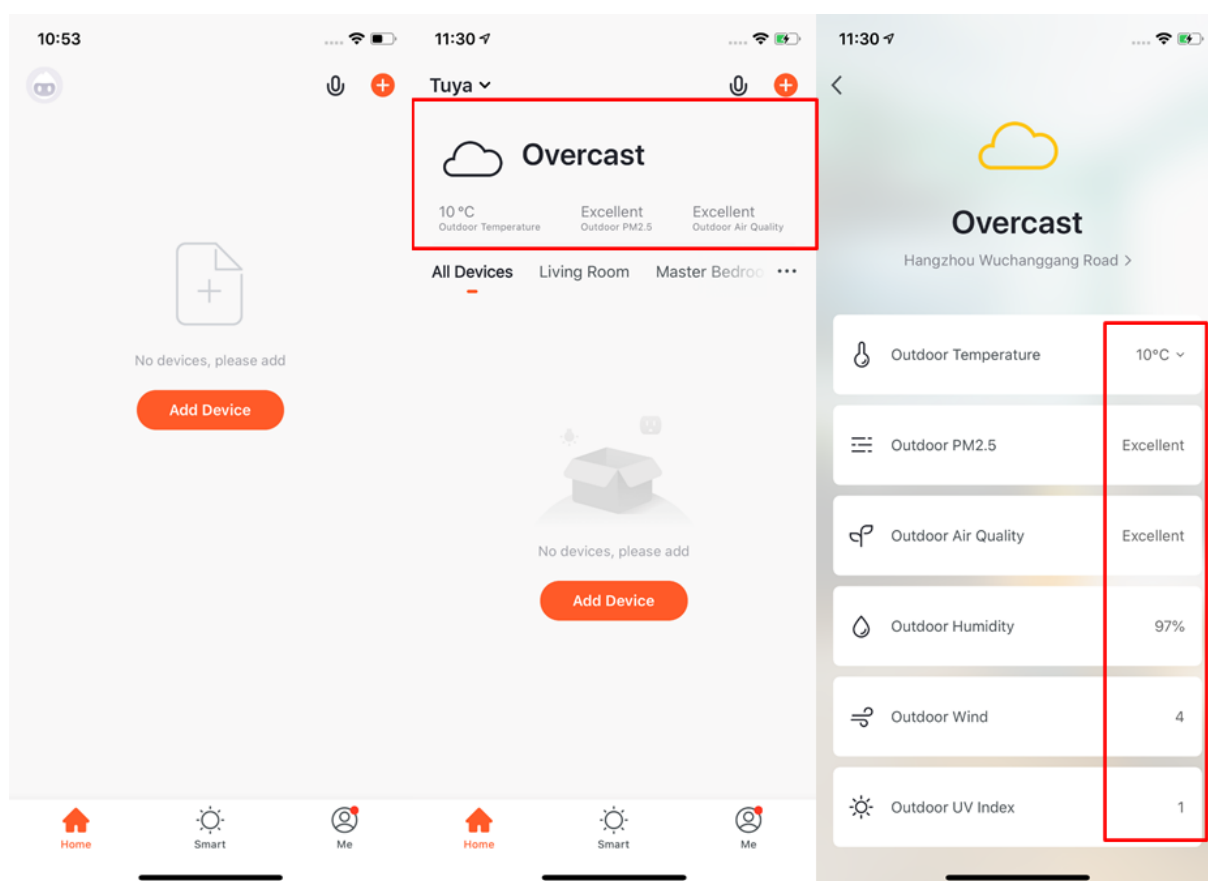 10:53
No devices, please add
Add Device
Home
Smart
Me
11:30
Tuya
Overcast
10 °C
Outdoor Temperature
Excellent
Outdoor PM2.5
Excellent
Outdoor Air Quality
All Devices
Living Room
Master Bedroo
No devices, please add
Add Device
Home
Smart
Me
11:30
Overcast
Hangzhou Wuchanggang Road
Outdoor Temperature 10°C
Outdoor PM2.5 Excellent
Outdoor Air Quality Excellent
Outdoor Humidity 97%
Outdoor Wind 4
Outdoor UV Index 1